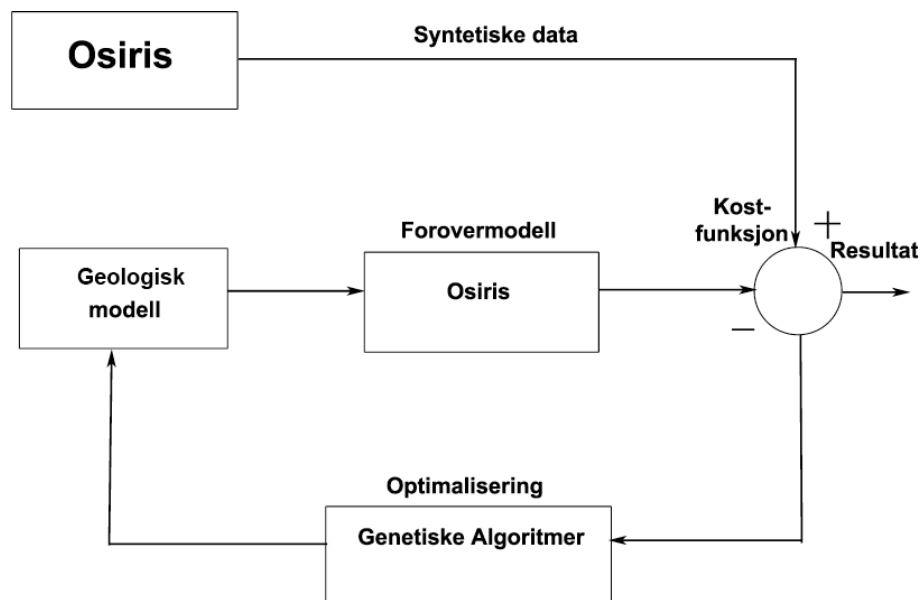 Osiris
Syntetiske data
Kost-
funksjon
+
Resultat
Forovermodell
Geologisk
modell
Osiris
−
Optimalisering
Genetiske Algoritmer